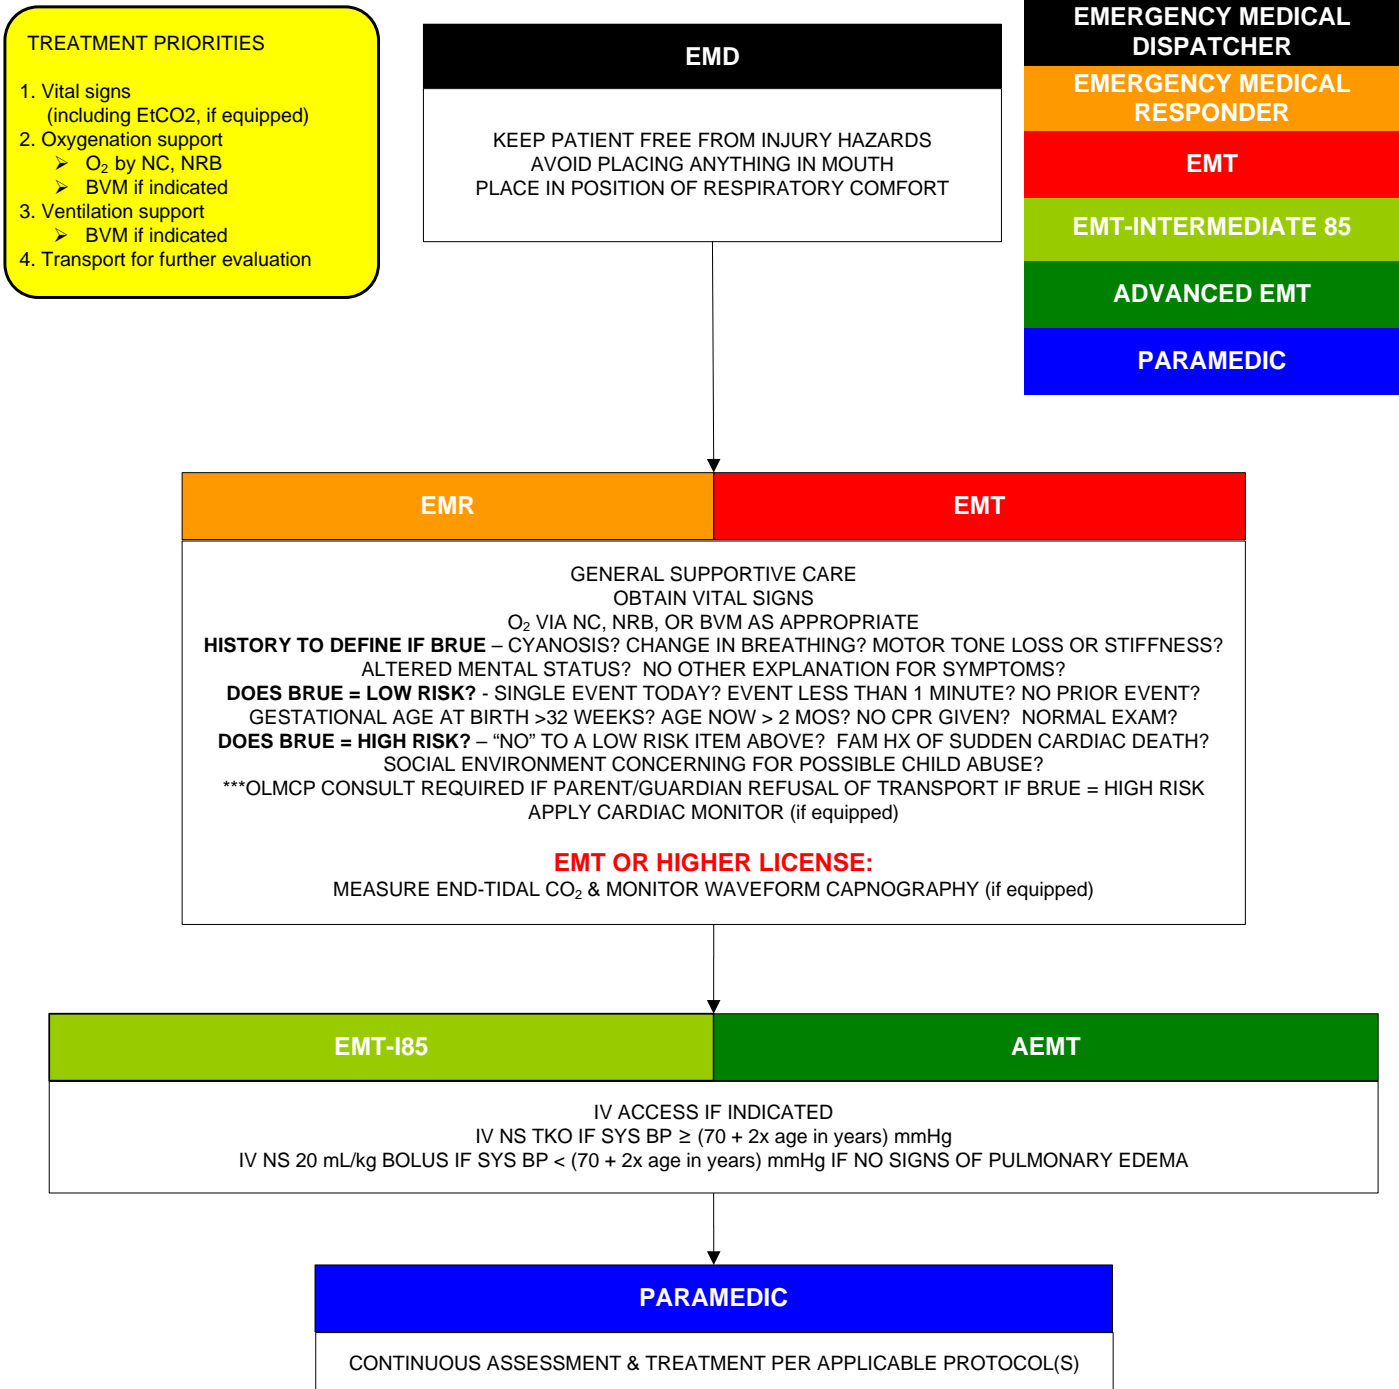 TREATMENT PRIORITIES
1. Vital signs
(including EtCO2, if equipped)
2. Oxygenation support
➢ O₂ by NC, NRB
➢ BVM if indicated
3. Ventilation support
➢ BVM if indicated
4. Transport for further evaluation
EMD
KEEP PATIENT FREE FROM INJURY HAZARDS
AVOID PLACING ANYTHING IN MOUTH
PLACE IN POSITION OF RESPIRATORY COMFORT
EMERGENCY MEDICAL
DISPATCHER
EMERGENCY MEDICAL
RESPONDER
EMT
EMT-INTERMEDIATE 85
ADVANCED EMT
PARAMEDIC
EMR
EMT
GENERAL SUPPORTIVE CARE
OBTAIN VITAL SIGNS
O₂ VIA NC, NRB, OR BVM AS APPROPRIATE
HISTORY TO DEFINE IF BRUE – CYANOSIS? CHANGE IN BREATHING? MOTOR TONE LOSS OR STIFFNESS?
ALTERED MENTAL STATUS? NO OTHER EXPLANATION FOR SYMPTOMS?
DOES BRUE = LOW RISK? - SINGLE EVENT TODAY? EVENT LESS THAN 1 MINUTE? NO PRIOR EVENT?
GESTATIONAL AGE AT BIRTH >32 WEEKS? AGE NOW > 2 MOS? NO CPR GIVEN? NORMAL EXAM?
DOES BRUE = HIGH RISK? – “NO” TO A LOW RISK ITEM ABOVE? FAM HX OF SUDDEN CARDIAC DEATH?
SOCIAL ENVIRONMENT CONCERNING FOR POSSIBLE CHILD ABUSE?
***OLMCP CONSULT REQUIRED IF PARENT/GUARDIAN REFUSAL OF TRANSPORT IF BRUE = HIGH RISK
APPLY CARDIAC MONITOR (if equipped)
EMT OR HIGHER LICENSE:
MEASURE END-TIDAL CO₂ & MONITOR WAVEFORM CAPNOGRAPHY (if equipped)
EMT-I85
AEMT
IV ACCESS IF INDICATED
IV NS TKO IF SYS BP ≥ (70 + 2x age in years) mmHg
IV NS 20 mL/kg BOLUS IF SYS BP < (70 + 2x age in years) mmHg IF NO SIGNS OF PULMONARY EDEMA
PARAMEDIC
CONTINUOUS ASSESSMENT & TREATMENT PER APPLICABLE PROTOCOL(S)